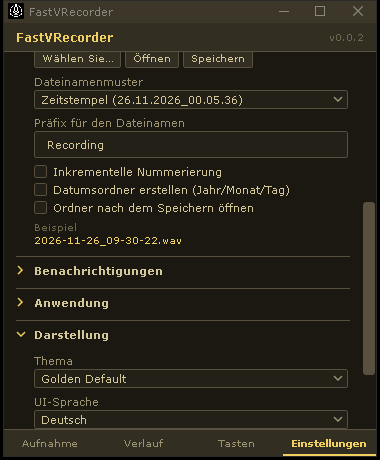 FastVRecorder
FastVRecorder v0.0.2
Wählen Sie... Öffnen Speichern
Dateinamenmuster
Zeitstempel (26.11.2026_00.05.36)
Präfix für den Dateinamen
Recording
Inkrementelle Nummerierung
Datumsordner erstellen (Jahr/Monat/Tag)
Ordner nach dem Speichern öffnen
Beispiel
2026-11-26_09-30-22.wav
Benachrichtigungen
Anwendung
Darstellung
Thema
Golden Default
UI-Sprache
Deutsch
Aufnahme Verlauf Tasten Einstellungen